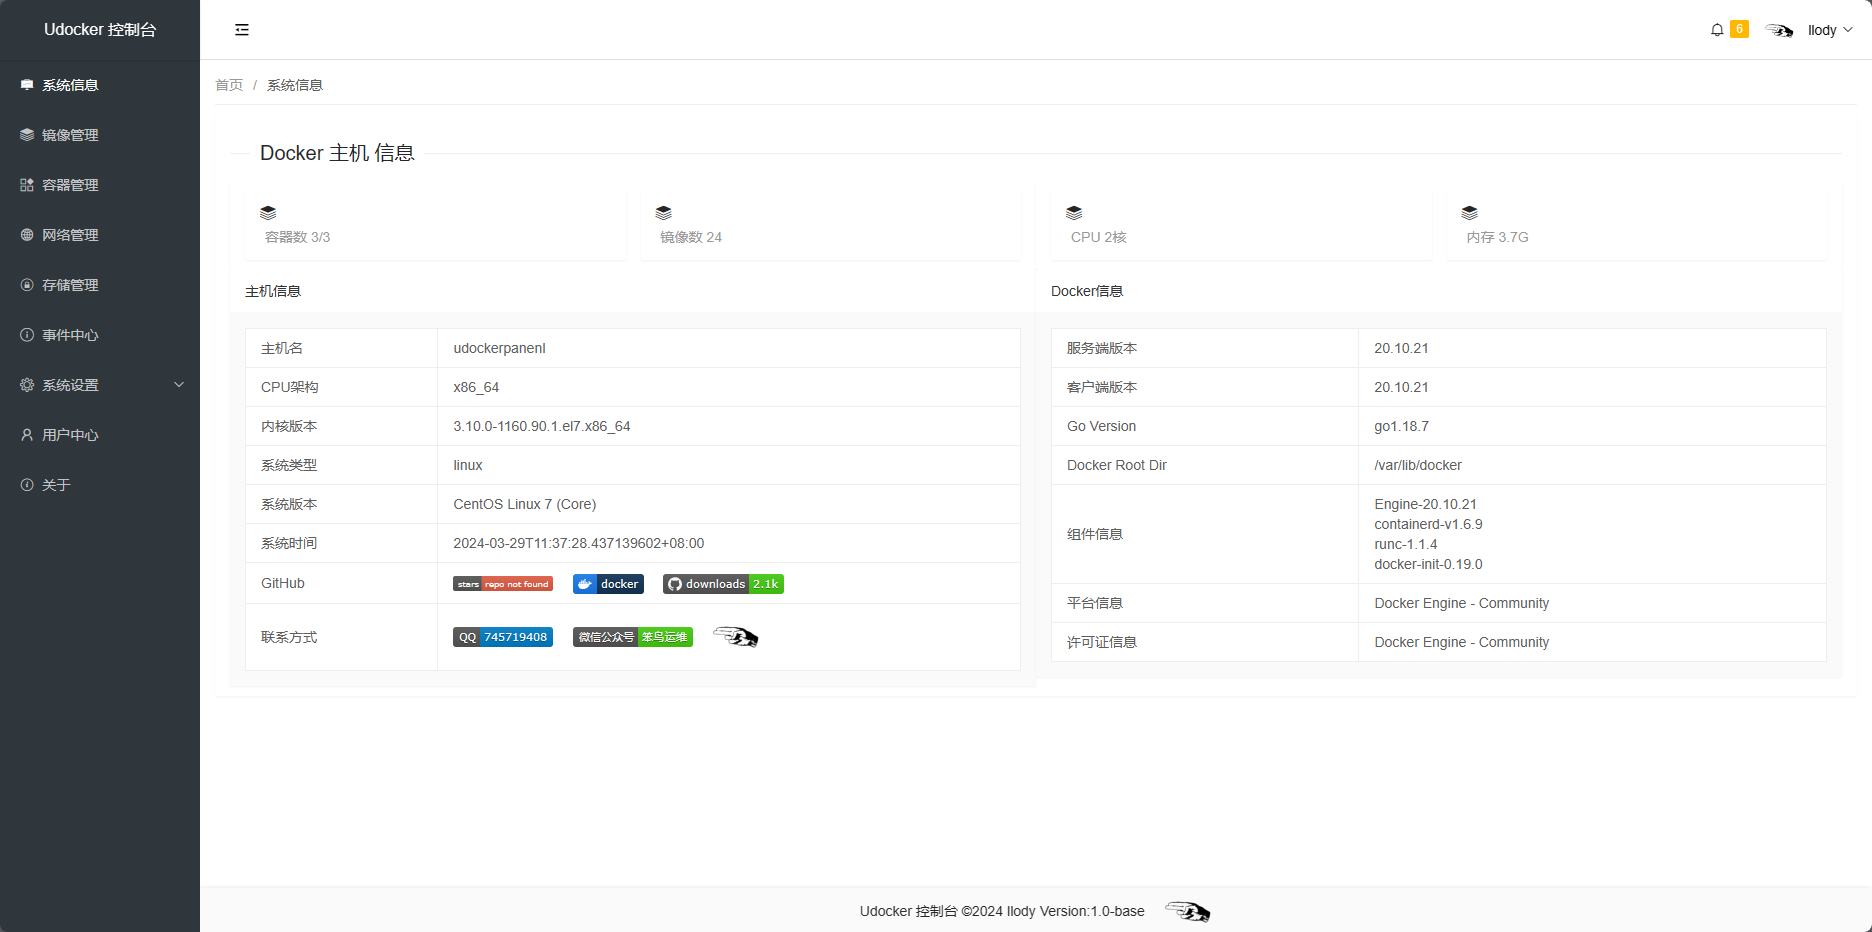 Udocker 控制台
系统信息
镜像管理
容器管理
网络管理
存储管理
事件中心
系统设置
用户中心
关于
6
llody
首页 / 系统信息
Docker 主机 信息
容器数 3/3
镜像数 24
CPU 2核
内存 3.7G
主机信息
主机名 udockerpanenl
CPU架构 x86_64
内核版本 3.10.0-1160.90.1.el7.x86_64
系统类型 linux
系统版本 CentOS Linux 7 (Core)
系统时间 2024-03-29T11:37:28.437139602+08:00
GitHub stars repo not found docker downloads 2.1k
联系方式 QQ 745719408 微信公众号 笨鸟运维
Docker信息
服务端版本 20.10.21
客户端版本 20.10.21
Go Version go1.18.7
Docker Root Dir /var/lib/docker
组件信息
Engine-20.10.21
containerd-v1.6.9
runc-1.1.4
docker-init-0.19.0
平台信息 Docker Engine - Community
许可证信息 Docker Engine - Community
Udocker 控制台 ©2024 llody Version:1.0-base